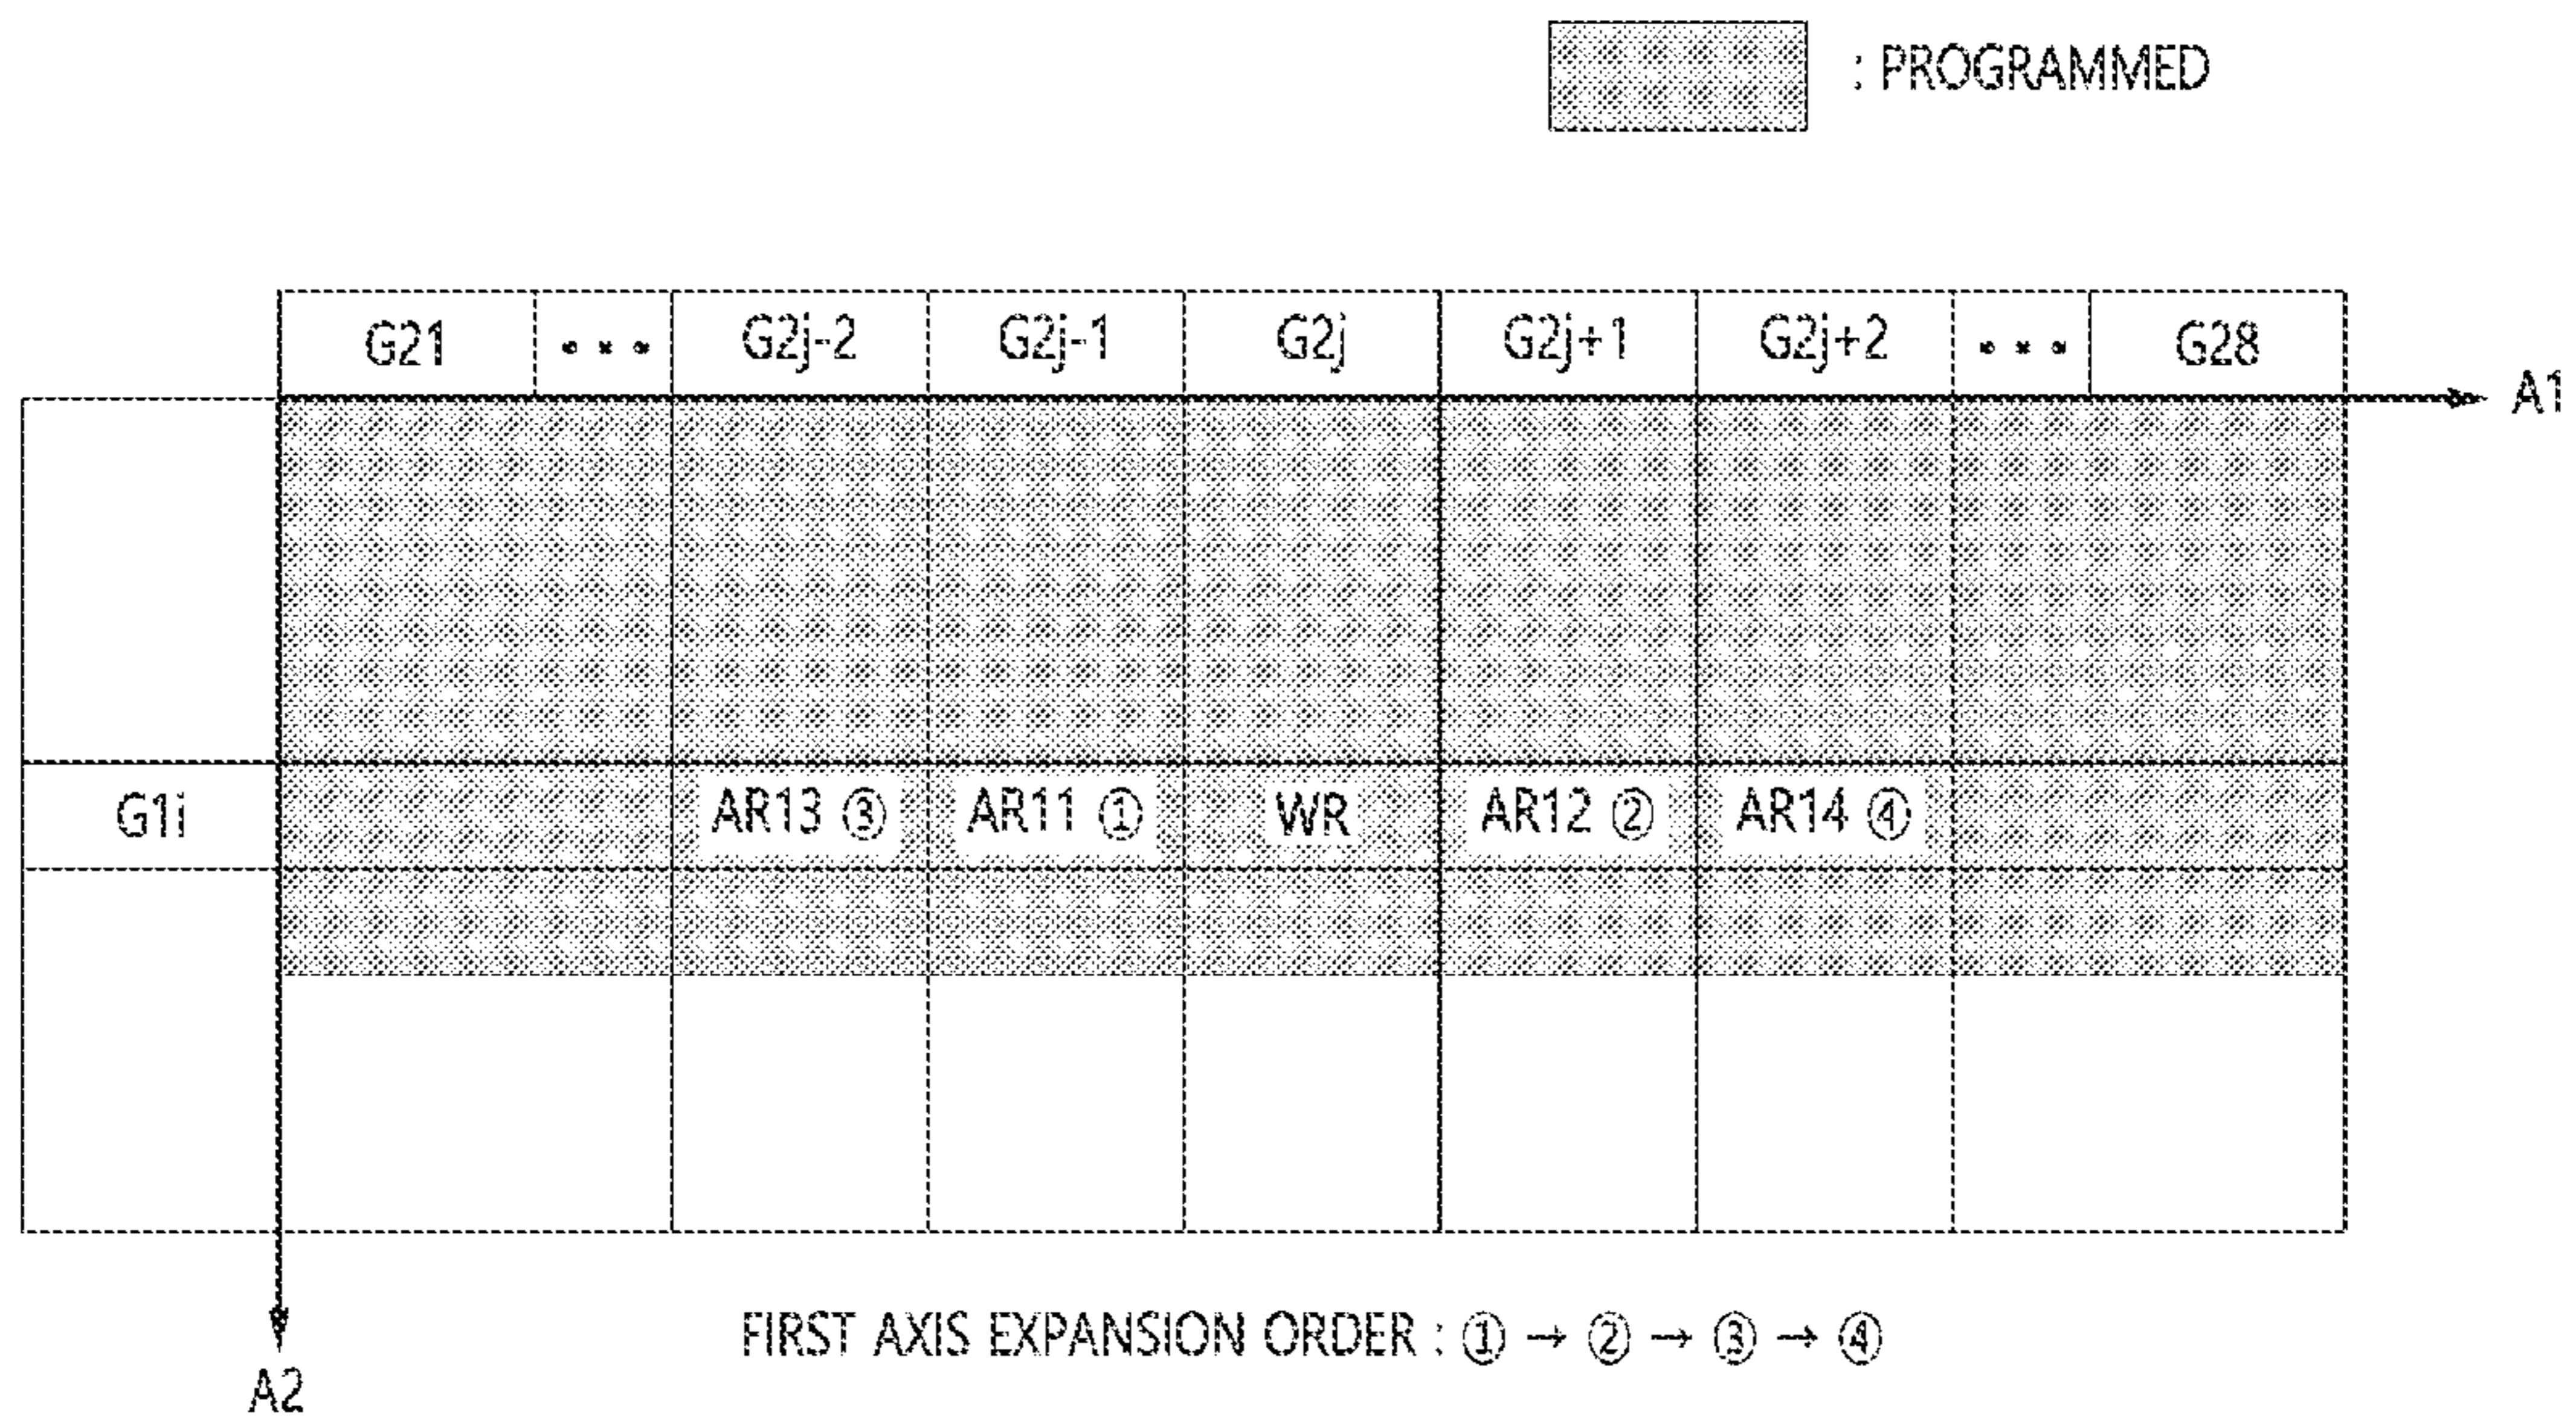 : PROGRAMMED
G21 ... G2j-2 G2j-1 G2j G2j+1 G2j+2 ... G28
A1
G1i AR13 ③ AR11 ① WR AR12 ② AR14 ④
FIRST AXIS EXPANSION ORDER : ① → ② → ③ → ④
A2